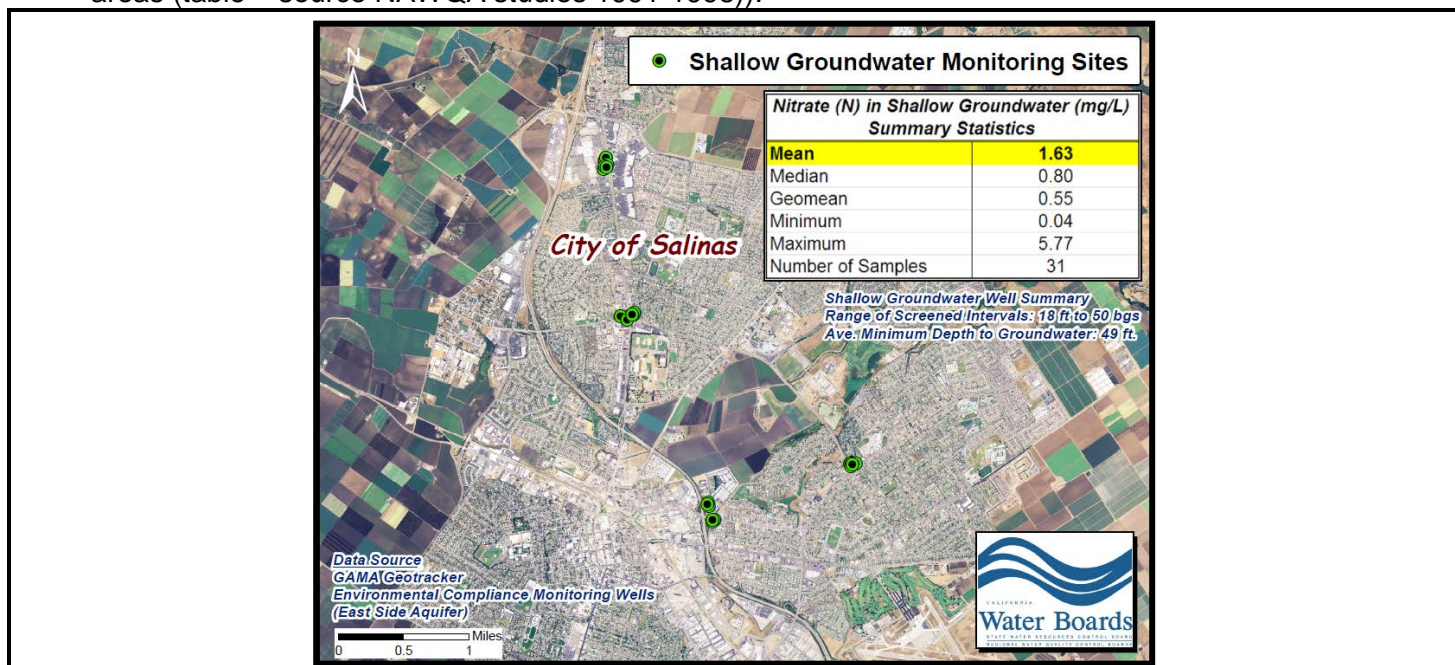 N
Shallow Groundwater Monitoring Sites
Nitrate (N) in Shallow Groundwater (mg/L)
Summary Statistics
Mean 1.63
Median 0.80
Geomean 0.55
Minimum 0.04
Maximum 5.77
Number of Samples 31
City of Salinas
Shallow Groundwater Well Summary
Range of Screened Intervals: 18 ft to 50 bgs
Ave. Minimum Depth to Groundwater: 49 ft.
Data Source
GAMA Geotracker
Environmental Compliance Monitoring Wells
(East Side Aquifer)
Miles
0 0.5 1
CALIFORNIA
Water Boards
STATE WATER RESOURCES CONTROL BOARD
REGIONAL WATER QUALITY CONTROL BOARDS